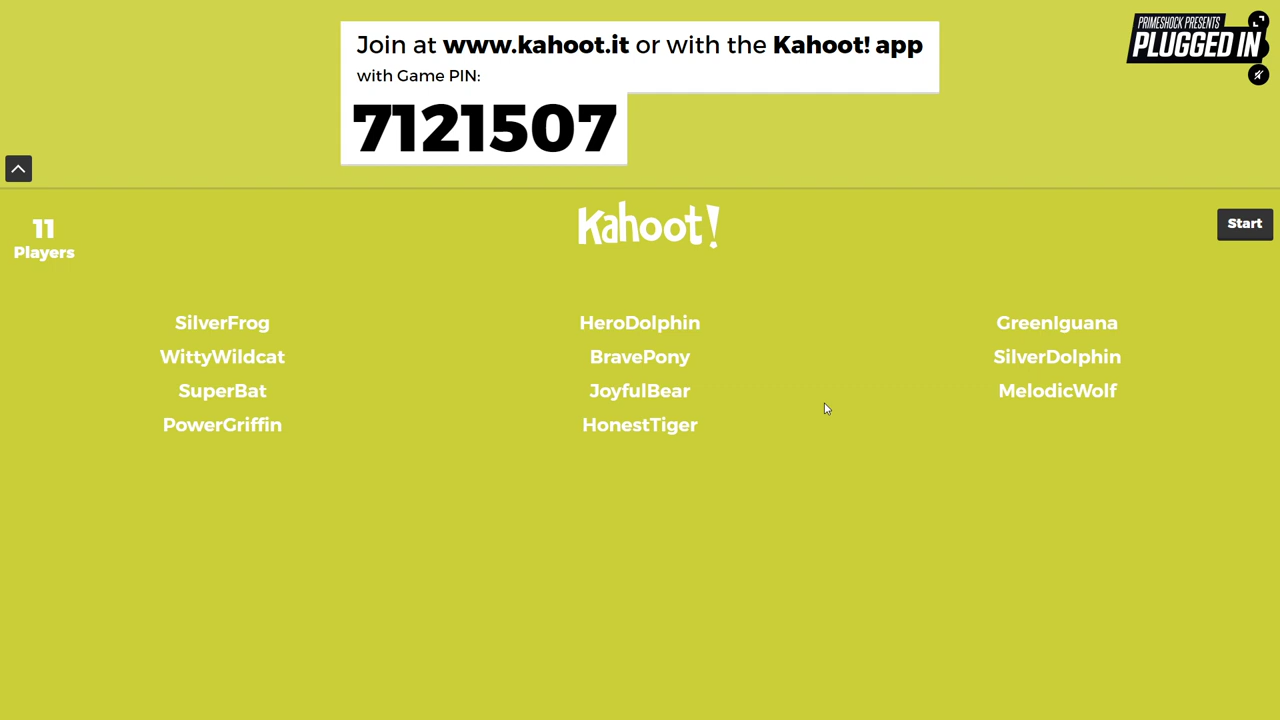 Join at www.kahoot.it or with the Kahoot! app
with Game PIN:
7121507
PRIMESHOCK PRESENTS
PLUGGED IN
11
Players
Kahoot!
Start
SilverFrog
HeroDolphin
GreenIguana
WittyWildcat
BravePony
SilverDolphin
SuperBat
JoyfulBear
MelodicWolf
PowerGriffin
HonestTiger